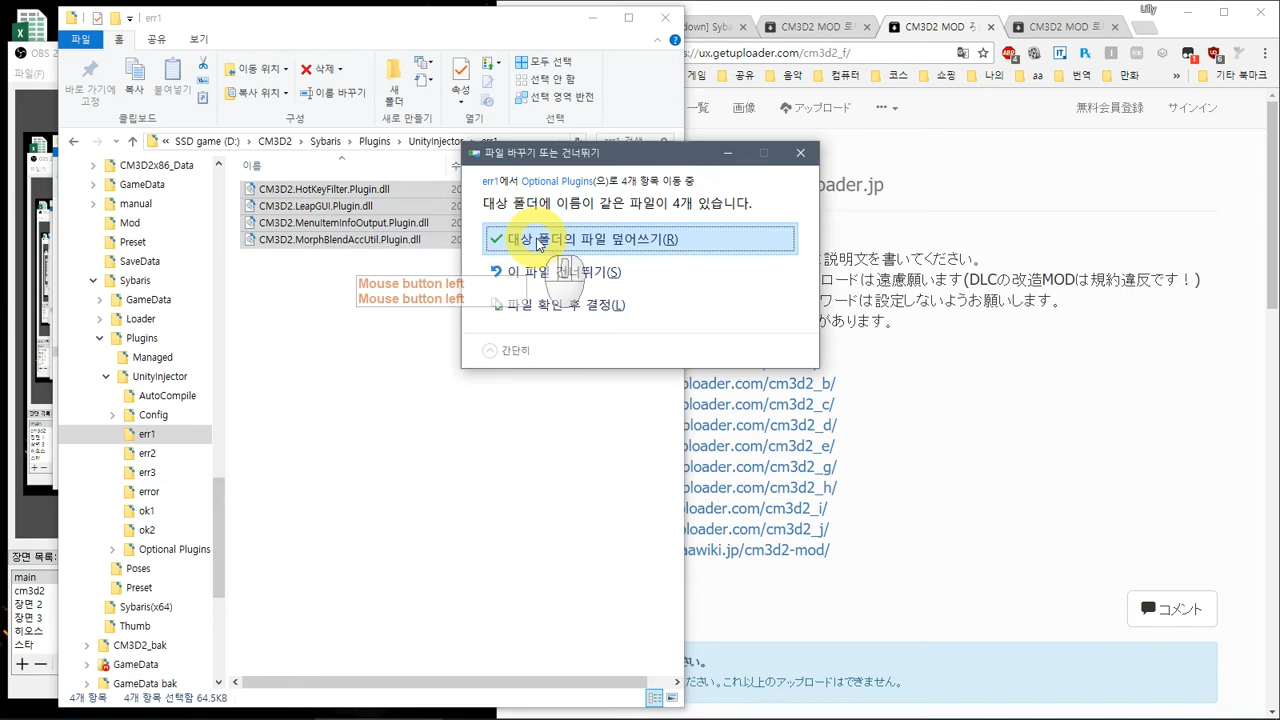 err1
파일
홈
공유
보기
바로 가기에
고정
복사
붙여넣기
이동 위치
복사 위치
삭제
이름 바꾸기
새
폴더
속성
모두 선택
선택 안 함
선택 영역 반전
클립보드
구성
새로 만들기
열기
선택
« SSD game (D:) > CM3D2 > Sybaris > Plugins > UnityInjector > err1
err1 검색
CM3D2x86_Data
GameData
manual
Mod
Preset
SaveData
Sybaris
GameData
Loader
Plugins
Managed
UnityInjector
AutoCompile
Config
err1
err2
err3
error
ok1
ok2
Optional Plugins
Poses
Preset
Sybaris(x64)
Thumb
CM3D2_bak
GameData
GameData bak
이름
CM3D2.HotKeyFilter.Plugin.dll
CM3D2.LeapGUI.Plugin.dll
CM3D2.MenuItemInfoOutput.Plugin.dll
CM3D2.MorphBlendAccUtil.Plugin.dll
4개 항목
4개 항목 선택함 64.5KB
Mouse button left
Mouse button left
파일 바꾸기 또는 건너뛰기
err1에서 Optional Plugins(으)로 4개 항목 이동 중
대상 폴더에 이름이 같은 파일이 4개 있습니다.
대상 폴더의 파일 덮어쓰기(R)
이 파일 건너뛰기(S)
파일 확인 후 결정(L)
간단히
Lilly
CM3D2 MOD
CM3D2 MOD 로
CM3D2 MOD 로
ux.getuploader.com/cm3d2_f/
게임
공유
음악
컴퓨터
코스
쇼핑
나의
aa
번역
만화
»
기타 북마크
一覧
画像
アップロード
無料会員登録
サインイン
oader.jp
説明文を書いてください。
ードは遠慮願います(DLCの改造MODは規約違反です！)
ワードは設定しないようお願いします。
があります。
ploader.com/cm3d2_b/
ploader.com/cm3d2_c/
ploader.com/cm3d2_d/
ploader.com/cm3d2_e/
ploader.com/cm3d2_g/
ploader.com/cm3d2_h/
ploader.com/cm3d2_i/
ploader.com/cm3d2_j/
aawiki.jp/cm3d2-mod/
コメント
さい。
ださい。これ以上のアップロードはできません。
OBS 2
파일(F)
장면 목록:
main
cm3d2
장면 2
장면 3
히오스
스타